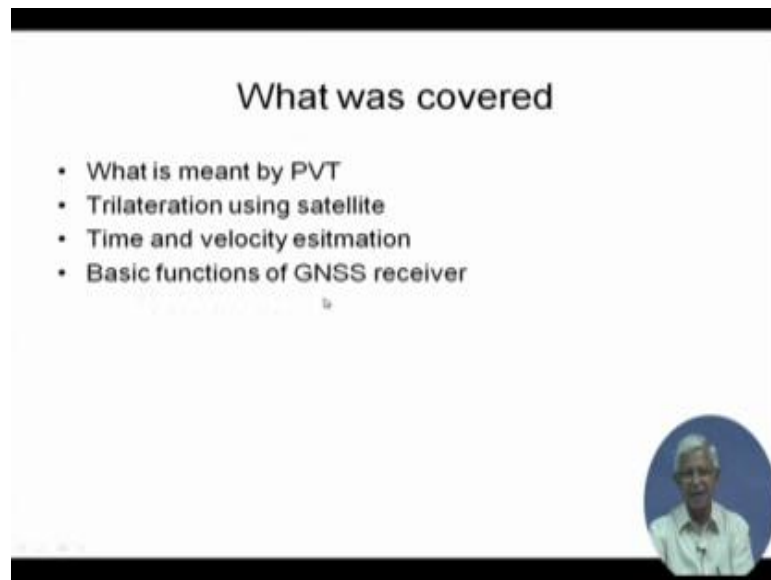 What was covered
• What is meant by PVT
• Trilateration using satellite
• Time and velocity esitmation
• Basic functions of GNSS receiver